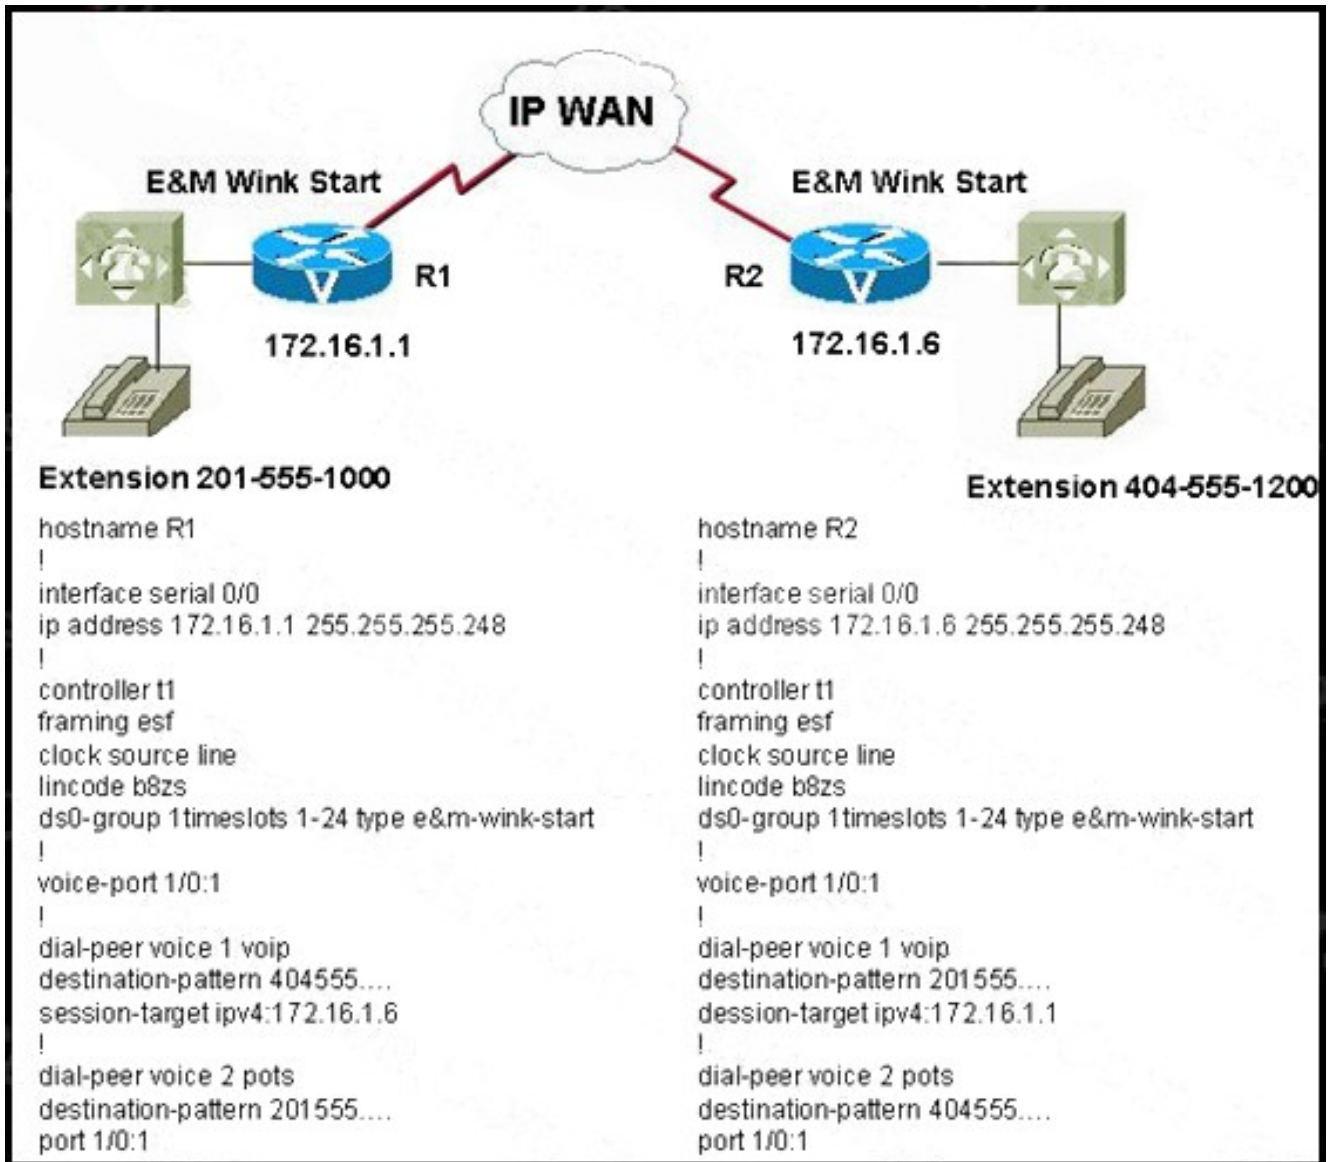 IP WAN
E&M Wink Start
E&M Wink Start
R1
R2
172.16.1.1
172.16.1.6
Extension 201-555-1000
Extension 404-555-1200
hostname R1
!
interface serial 0/0
ip address 172.16.1.1 255.255.255.248
!
controller t1
framing esf
clock source line
lincode b8zs
ds0-group 1timeslots 1-24 type e&m-wink-start
!
voice-port 1/0:1
!
dial-peer voice 1 voip
destination-pattern 404555....
session-target ipv4:172.16.1.6
!
dial-peer voice 2 pots
destination-pattern 201555....
port 1/0:1
hostname R2
!
interface serial 0/0
ip address 172.16.1.6 255.255.255.248
!
controller t1
framing esf
clock source line
lincode b8zs
ds0-group 1timeslots 1-24 type e&m-wink-start
!
voice-port 1/0:1
!
dial-peer voice 1 voip
destination-pattern 201555....
dession-target ipv4:172.16.1.1
!
dial-peer voice 2 pots
destination-pattern 404555....
port 1/0:1